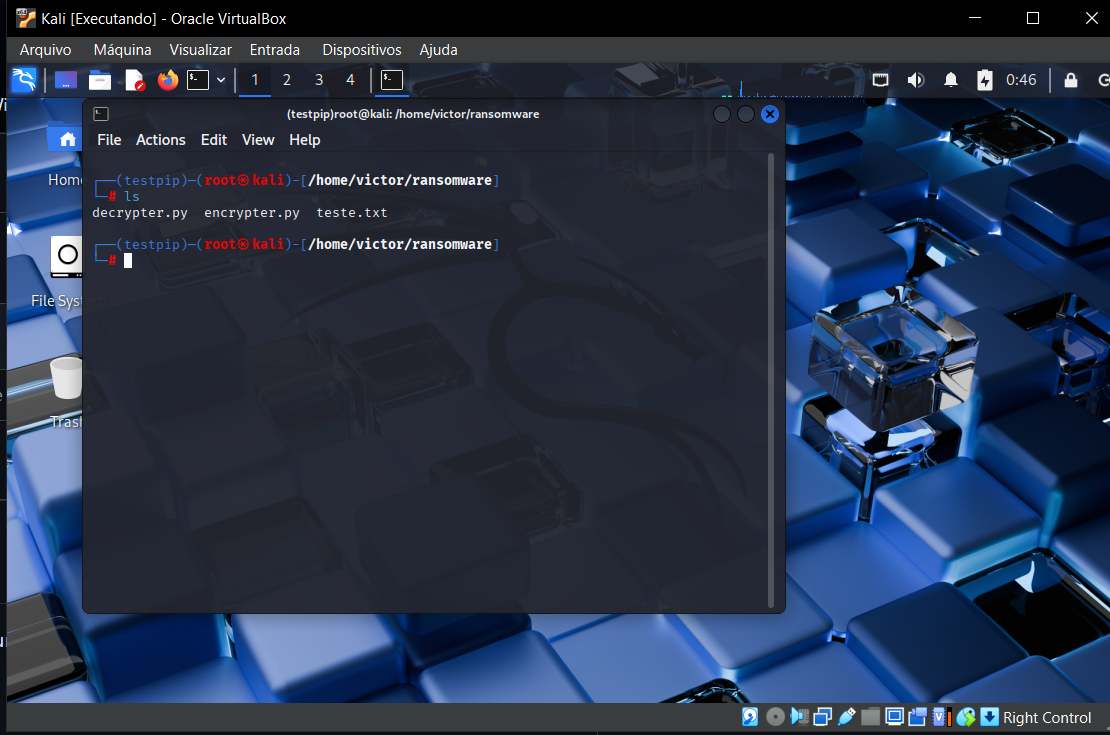 Kali [Executando] - Oracle VirtualBox
Arquivo Máquina Visualizar Entrada Dispositivos Ajuda
1 2 3 4 0:46
(testpip)root@kali: /home/victor/ransomware
File Actions Edit View Help
Home
┌──(testpip)─(root㉿kali)-[/home/victor/ransomware]
└─# ls
decrypter.py encrypter.py teste.txt
┌──(testpip)─(root㉿kali)-[/home/victor/ransomware]
└─#
File System
Trash
Right Control